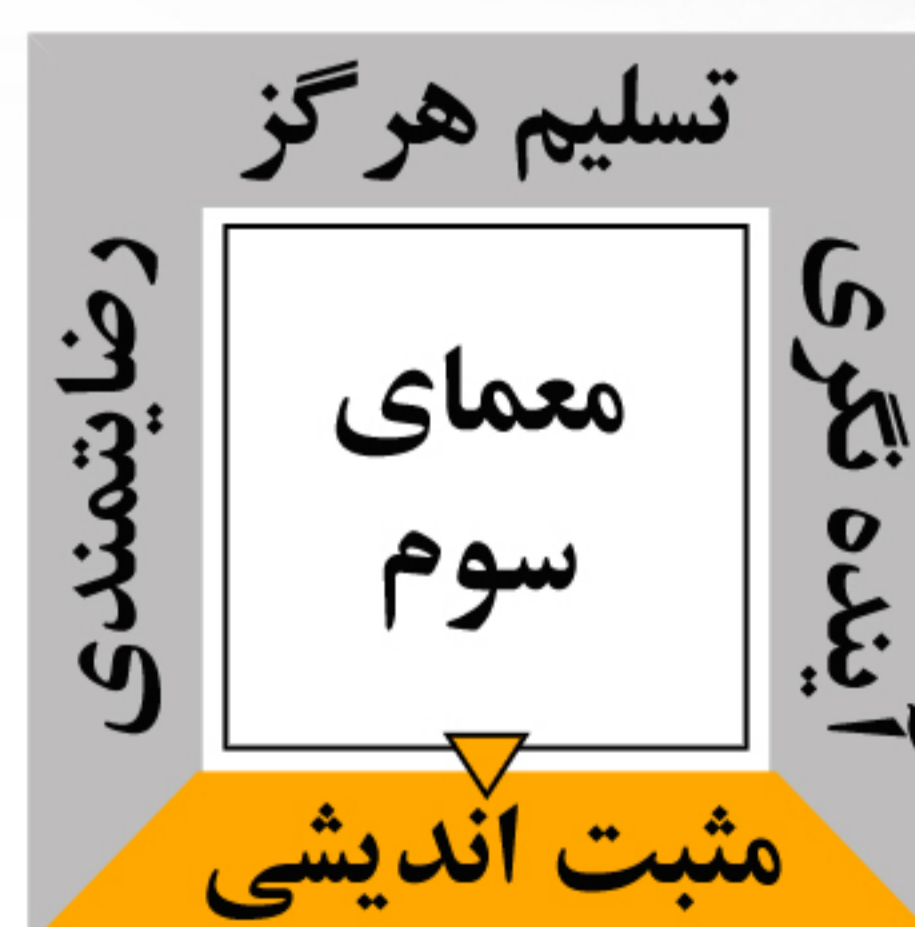 تسلیم هرگز
آینده نگری
رضایتمندی
معمای
سوم
مثبت اندیشی